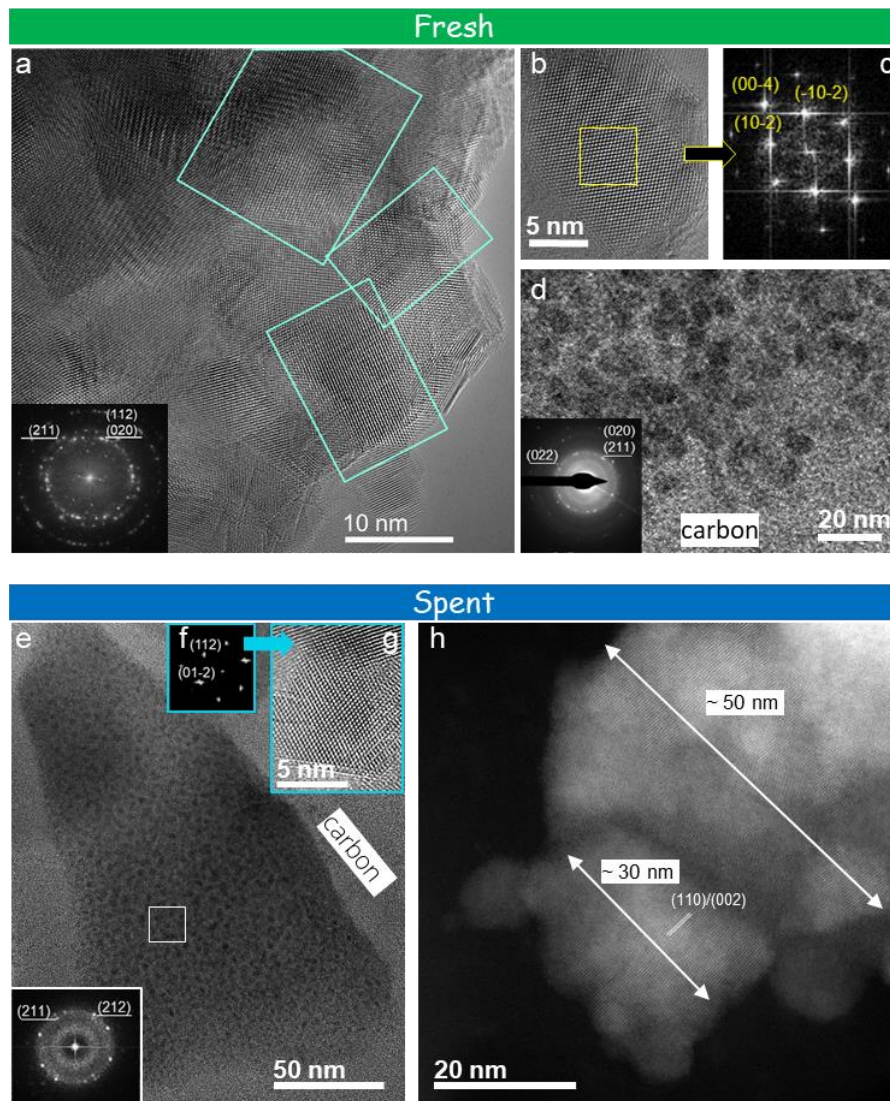 Fresh
a
(211)
(112)
(020)
10 nm
b
5 nm
c
(00-4)
(-10-2)
(10-2)
d
(022)
(020)
(211)
carbon
20 nm
Spent
e
f
(112)
(01-2)
g
5 nm
carbon
(211)
(212)
50 nm
h
~ 50 nm
~ 30 nm
(110)/(002)
20 nm